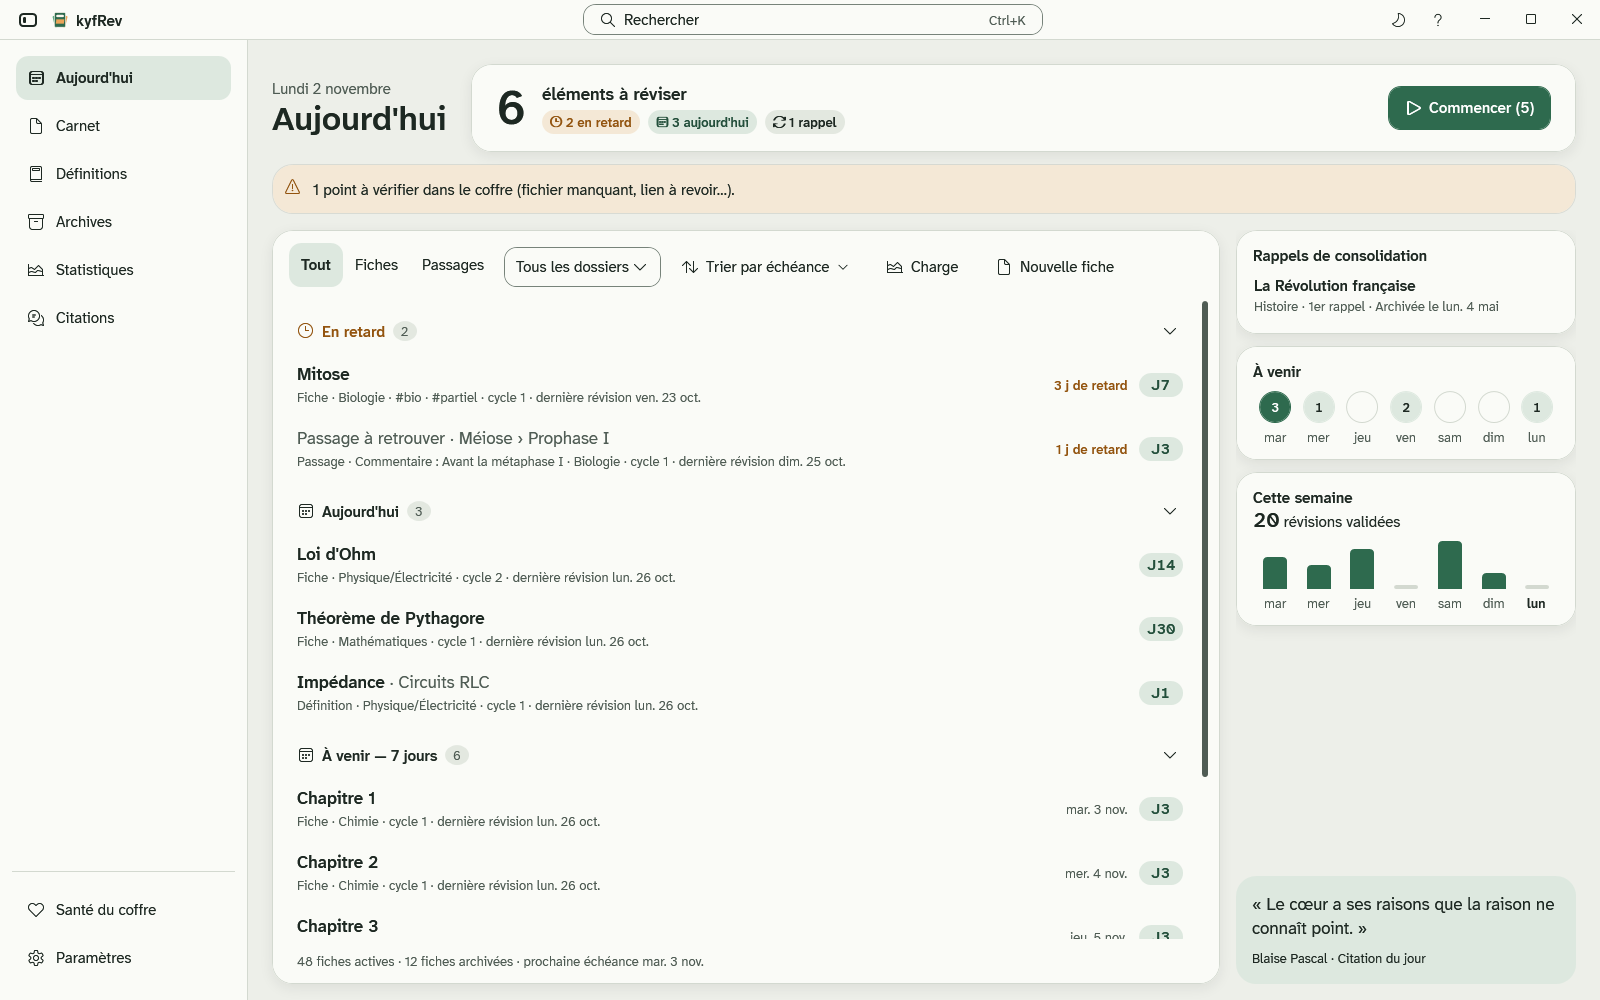 kyfRev
Rechercher
Ctrl+K
?
Aujourd'hui
Carnet
Définitions
Archives
Statistiques
Citations
Santé du coffre
Paramètres
Lundi 2 novembre
Aujourd'hui
6
éléments à réviser
2 en retard
3 aujourd'hui
1 rappel
Commencer (5)
1 point à vérifier dans le coffre (fichier manquant, lien à revoir...).
Tout
Fiches
Passages
Tous les dossiers
Trier par échéance
Charge
Nouvelle fiche
En retard 2
Mitose
Fiche · Biologie · #bio · #partiel · cycle 1 · dernière révision ven. 23 oct.
3 j de retard J7
Passage à retrouver · Méiose › Prophase I
Passage · Commentaire : Avant la métaphase I · Biologie · cycle 1 · dernière révision dim. 25 oct.
1 j de retard J3
Aujourd'hui 3
Loi d'Ohm
Fiche · Physique/Électricité · cycle 2 · dernière révision lun. 26 oct.
J14
Théorème de Pythagore
Fiche · Mathématiques · cycle 1 · dernière révision lun. 26 oct.
J30
Impédance · Circuits RLC
Définition · Physique/Électricité · cycle 1 · dernière révision lun. 26 oct.
J1
À venir — 7 jours 6
Chapitre 1
Fiche · Chimie · cycle 1 · dernière révision lun. 26 oct.
mar. 3 nov. J3
Chapitre 2
Fiche · Chimie · cycle 1 · dernière révision lun. 26 oct.
mer. 4 nov. J3
Chapitre 3
jeu. 5 nov. J3
48 fiches actives · 12 fiches archivées · prochaine échéance mar. 3 nov.
Rappels de consolidation
La Révolution française
Histoire · 1er rappel · Archivée le lun. 4 mai
À venir
3 1 2 1
mar mer jeu ven sam dim lun
Cette semaine
20 révisions validées
mar mer jeu ven sam dim lun
« Le cœur a ses raisons que la raison ne
connaît point. »
Blaise Pascal · Citation du jour